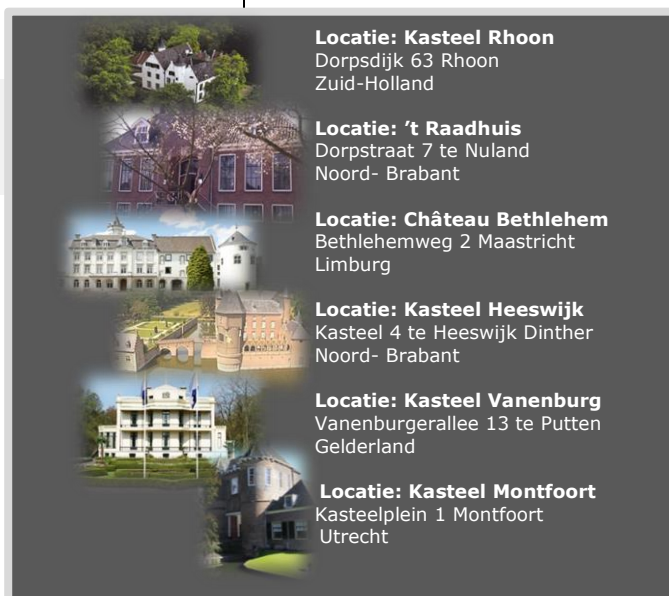 Locatie: Kasteel Rhoon
Dorpsdijk 63 Rhoon
Zuid-Holland
Locatie: ’t Raadhuis
Dorpstraat 7 te Nuland
Noord- Brabant
Locatie: Château Bethlehem
Bethlehemweg 2 Maastricht
Limburg
Locatie: Kasteel Heeswijk
Kasteel 4 te Heeswijk Dinther
Noord- Brabant
Locatie: Kasteel Vanenburg
Vanenburgerallee 13 te Putten
Gelderland
Locatie: Kasteel Montfoort
Kasteelplein 1 Montfoort
Utrecht